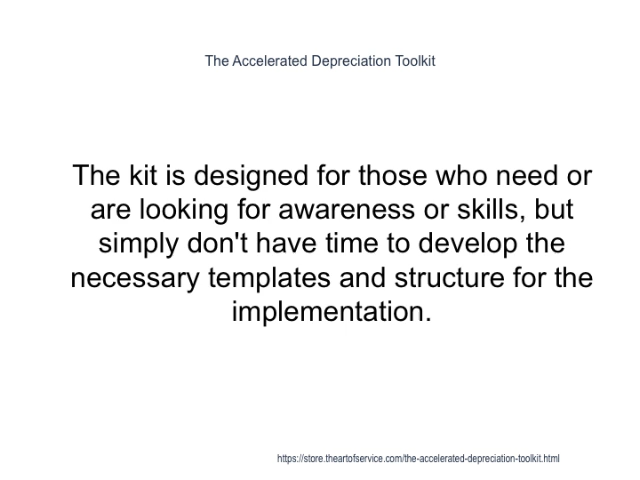 The Accelerated Depreciation Toolkit
The kit is designed for those who need or
are looking for awareness or skills, but
simply don't have time to develop the
necessary templates and structure for the
implementation.
https://store.theartofservice.com/the-accelerated-depreciation-toolkit.html